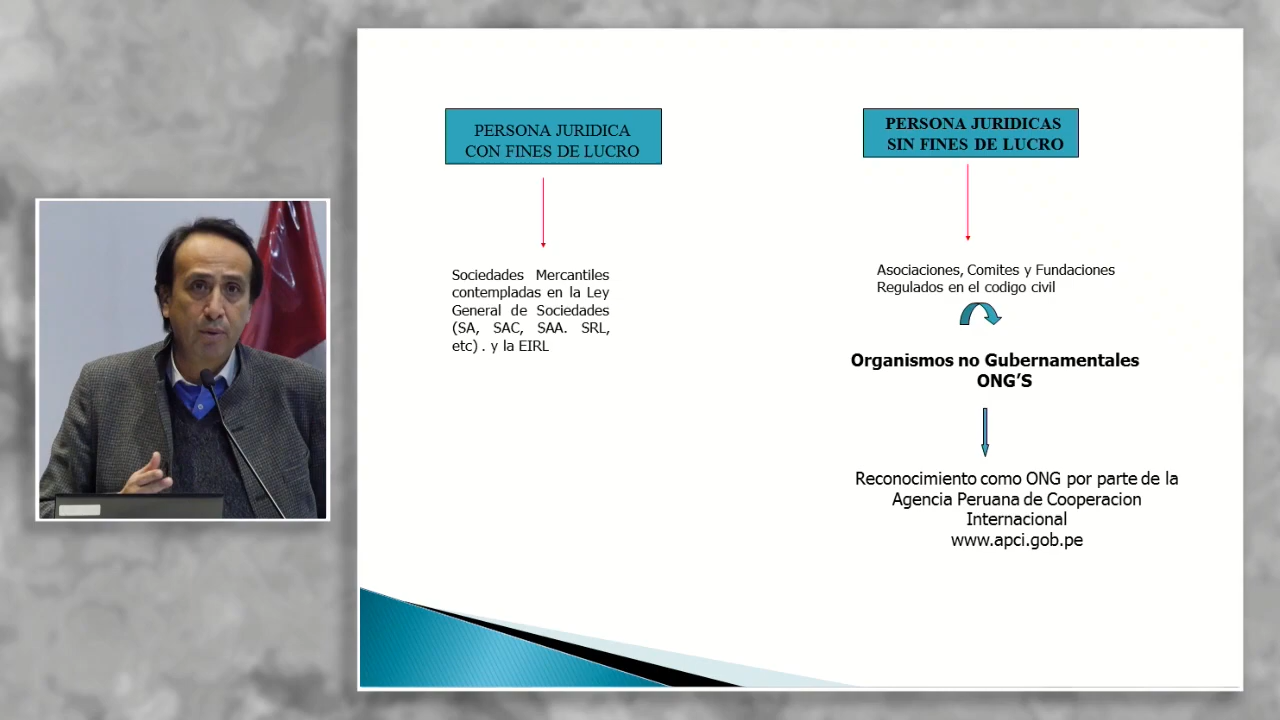 PERSONA JURIDICA
CON FINES DE LUCRO
Sociedades Mercantiles
contempladas en la Ley
General de Sociedades
(SA, SAC, SAA. SRL,
etc) . y la EIRL
PERSONA JURIDICAS
SIN FINES DE LUCRO
Asociaciones, Comites y Fundaciones
Regulados en el codigo civil
Organismos no Gubernamentales
ONG’S
Reconocimiento como ONG por parte de la
Agencia Peruana de Cooperacion
Internacional
www.apci.gob.pe